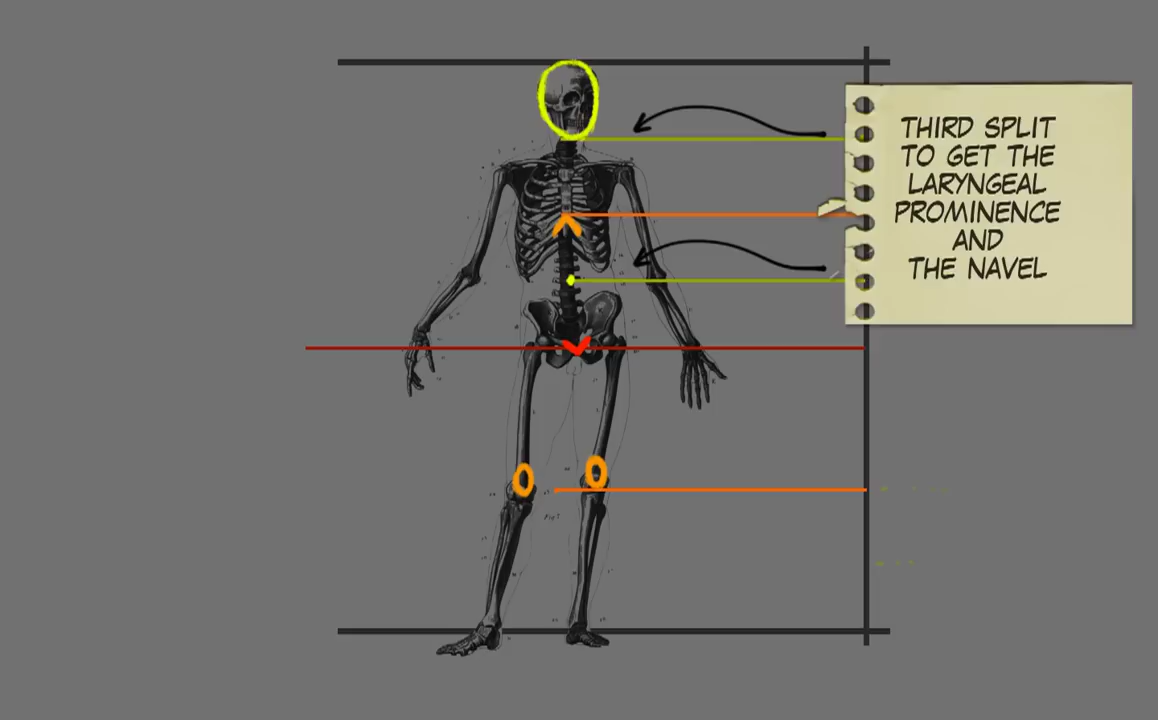 THIRD SPLIT
TO GET THE
LARYNGEAL
PROMINENCE
AND
THE NAVEL